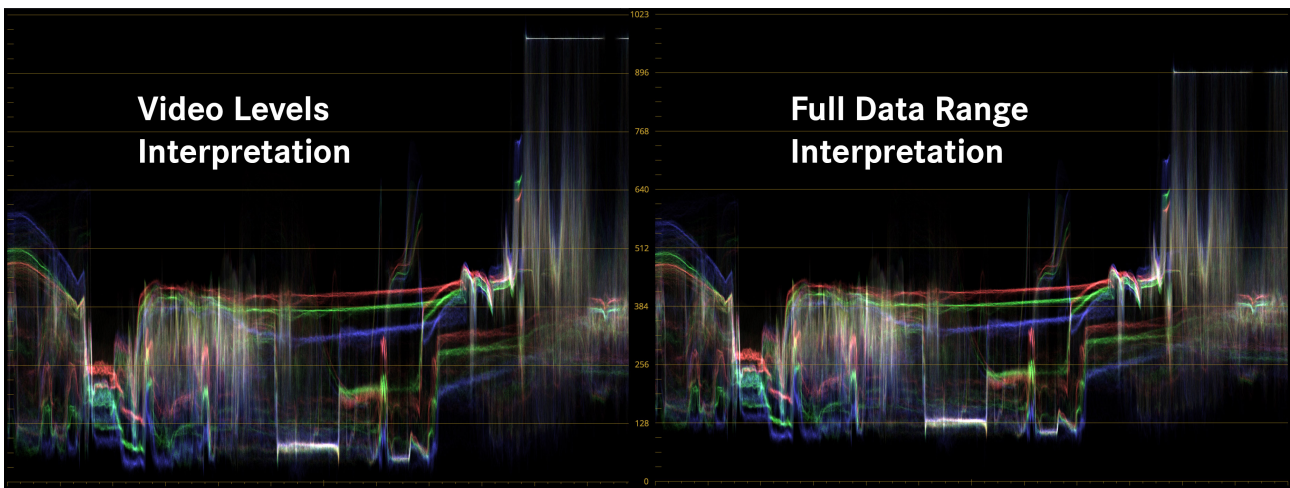 1023
896
768
640
512
384
256
128
0
Video Levels
Interpretation
Full Data Range
Interpretation